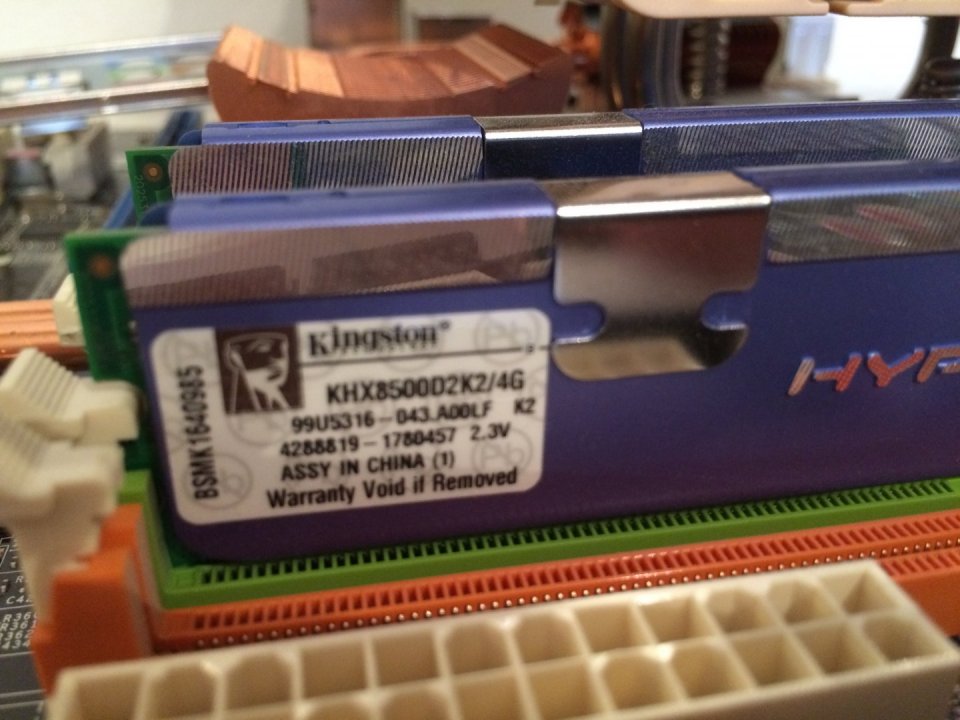 Kingston®
KHX8500D2K2/4G
99U5316-043.A00LF K2
4288819-1780457 2.3V
ASSY IN CHINA (1)
Warranty Void if Removed
BSMK1640985
HYP